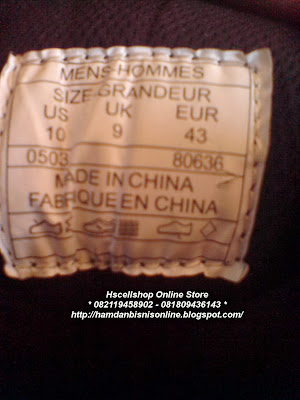 MENS-HOMMES
SIZE-GRANDEUR
US UK EUR
10 9 43
0503 80636
MADE IN CHINA
FABRIQUE EN CHINA
Hscellshop Online Store
* 082119458902 - 081809436143 *
http://hamdanbisnisonline.blogspot.com/